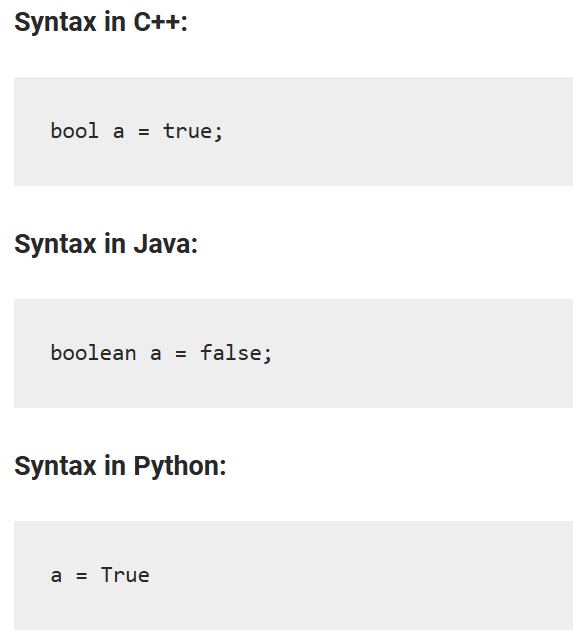 Syntax in C++:
bool a = true;
Syntax in Java:
boolean a = false;
Syntax in Python:
a = True